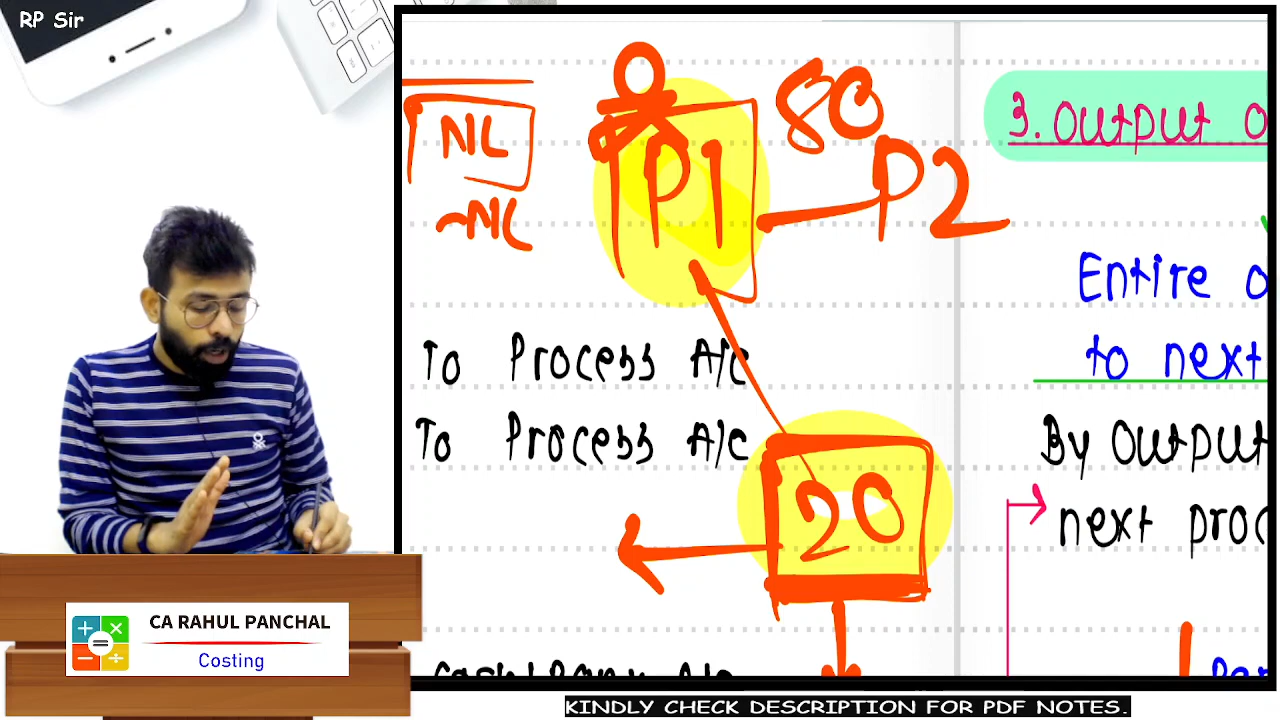 RP Sir
NL
~NL
P1
80
P2
To Process A/c
To Process A/c
20
3. Output
Entire
to next
By Output
next
CA RAHUL PANCHAL
Costing
KINDLY CHECK DESCRIPTION FOR PDF NOTES.